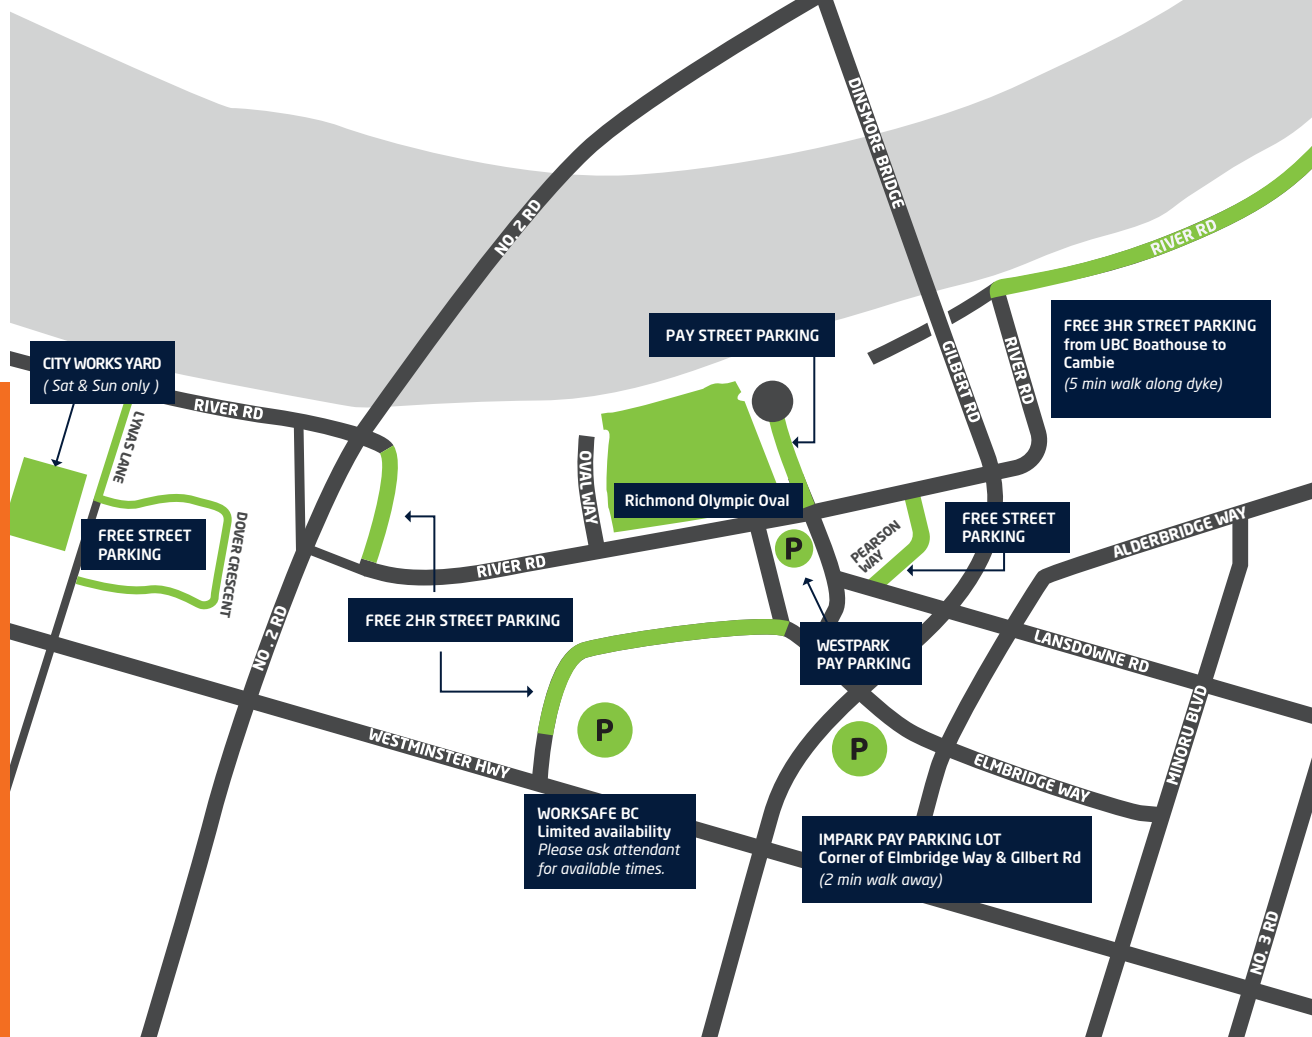 DINSMORE BRIDGE
NO. 2 RD
RIVER RD
PAY STREET PARKING
FREE 3HR STREET PARKING
from UBC Boathouse to
Cambie
(5 min walk along dyke)
CITY WORKS YARD
( Sat & Sun only )
RIVER RD
LYNAS LANE
GILBERT RD
RIVER RD
OVAL WAY
Richmond Olympic Oval
FREE STREET
PARKING
DOVER CRESCENT
P
PEARSON
WAY
FREE STREET
PARKING
ALDERBRIDGE WAY
RIVER RD
FREE 2HR STREET PARKING
NO . 2 RD
WESTPARK
PAY PARKING
LANSDOWNE RD
MINORU BLVD
P
P
WESTMINSTER HWY
ELMBRIDGE WAY
WORKSAFE BC
Limited availability
Please ask attendant
for available times.
IMPARK PAY PARKING LOT
Corner of Elmbridge Way & GIlbert Rd
(2 min walk away)
NO. 3 RD